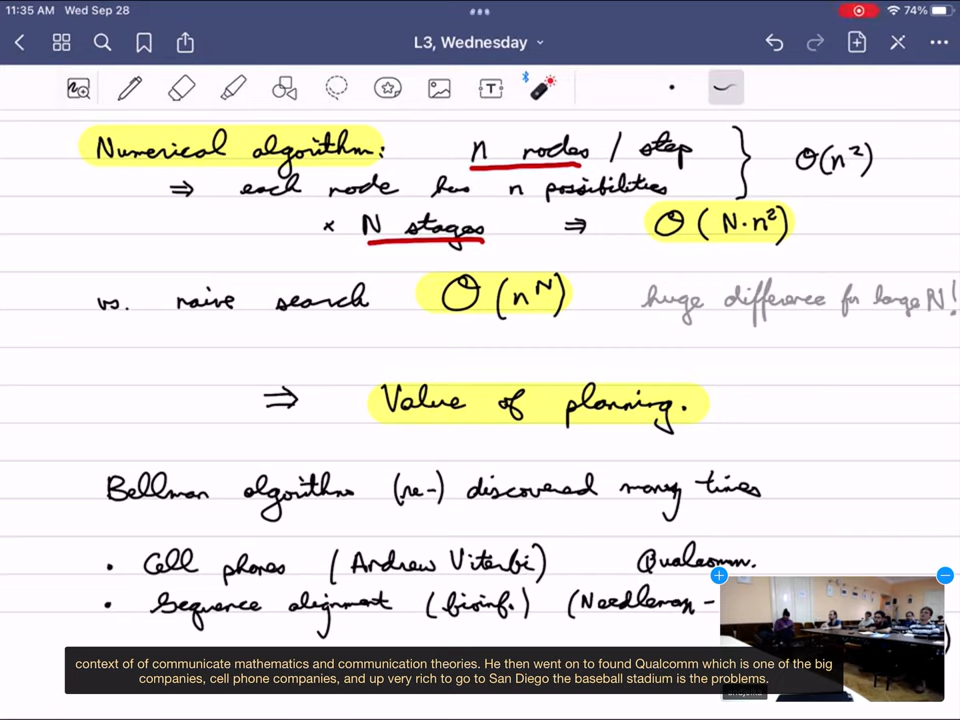 11:35 AM Wed Sep 28
74%
L3, Wednesday
T
Numerical algorithm: n nodes / step
⇒ each node has n possibilities
O(n²)
× N stages ⇒ O(N·n²)
vs. naive search O(n^N) huge difference for large N!
⇒ Value of planning.
Bellman algorithm (re-) discovered many times
• Cell phones (Andrew Viterbi) Qualcomm.
• Sequence alignment (bioinf.) (Needleman-
context of of communicate mathematics and communication theories. He then went on to found Qualcomm which is one of the big
companies, cell phone companies, and up very rich to go to San Diego the baseball stadium is the problems.